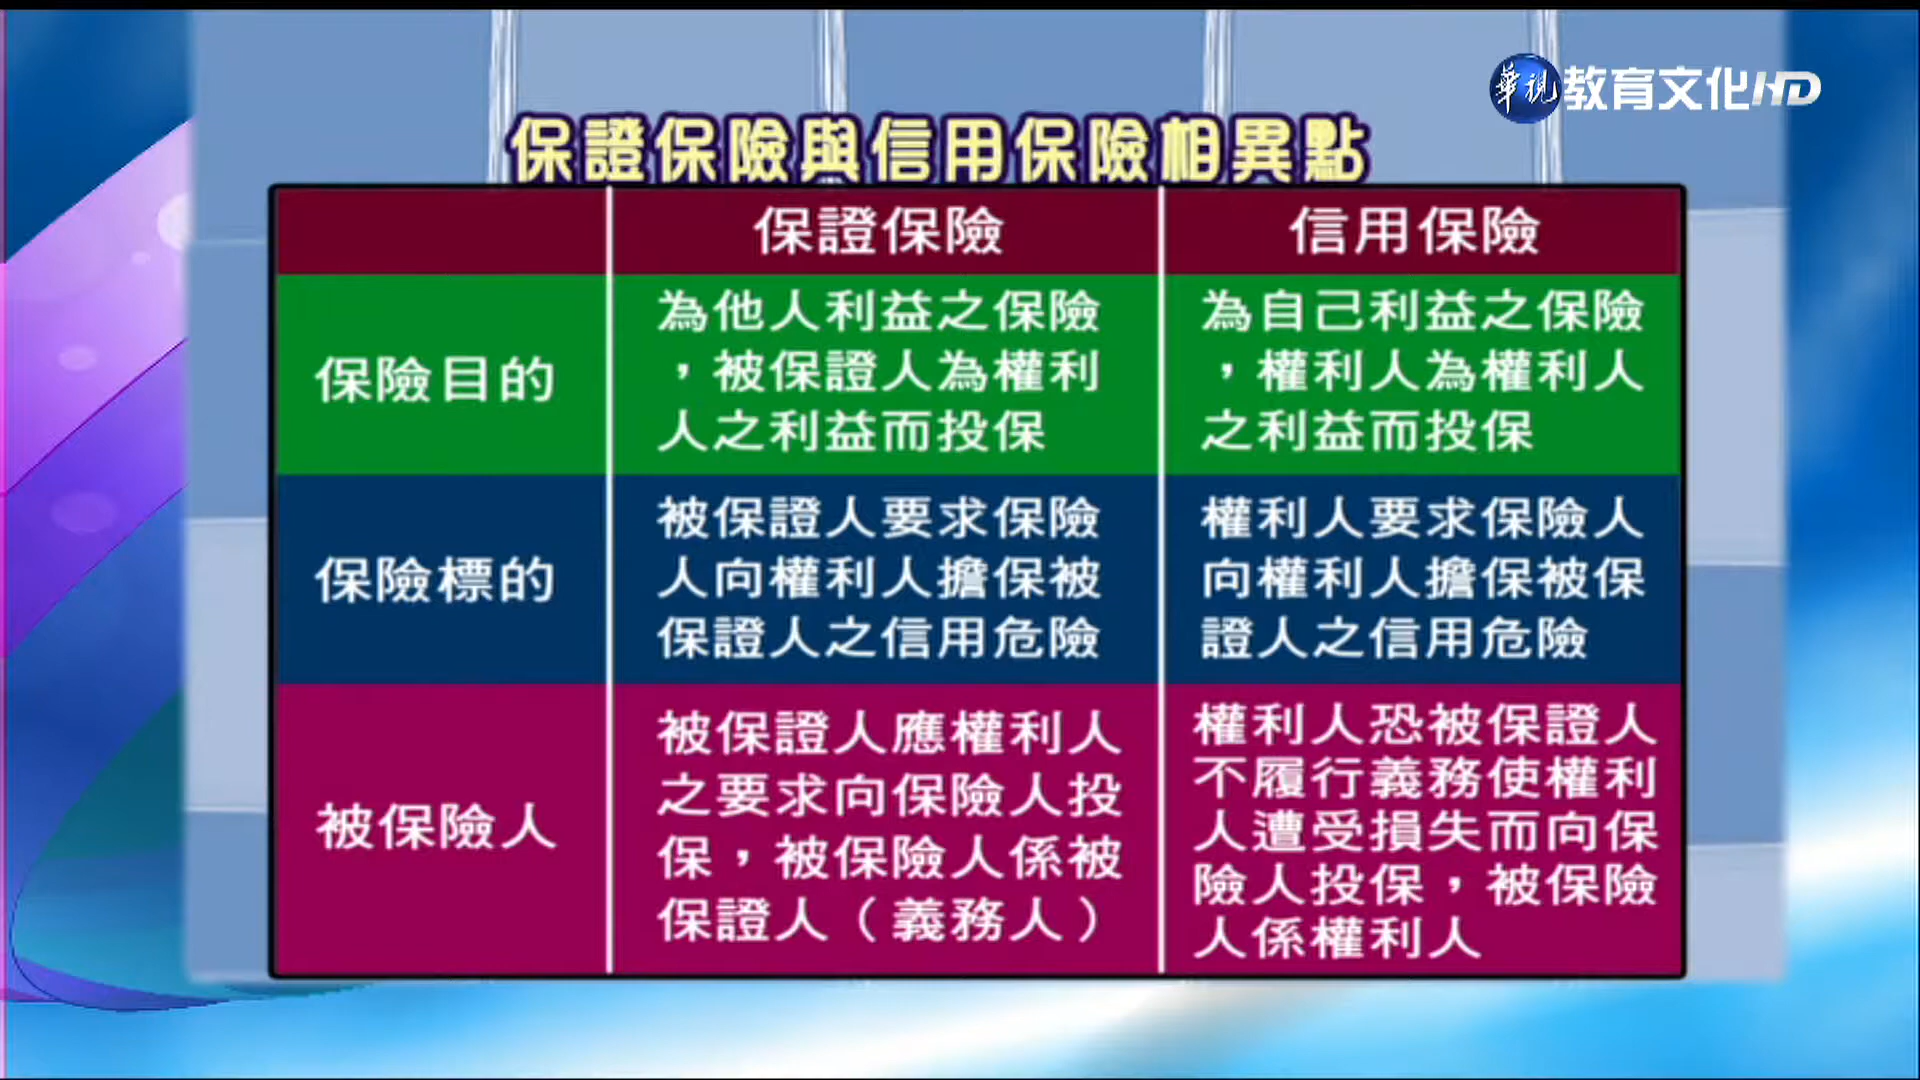 華視 教育文化HD
保證保險與信用保險相異點
保證保險
信用保險
保險目的
為他人利益之保險
，被保證人為權利
人之利益而投保
為自己利益之保險
，權利人為權利人
之利益而投保
保險標的
被保證人要求保險
人向權利人擔保被
保證人之信用危險
權利人要求保險人
向權利人擔保被保
證人之信用危險
被保險人
被保證人應權利人
之要求向保險人投
保，被保險人係被
保證人（義務人）
權利人恐被保證人
不履行義務使權利
人遭受損失而向保
險人投保，被保險
人係權利人